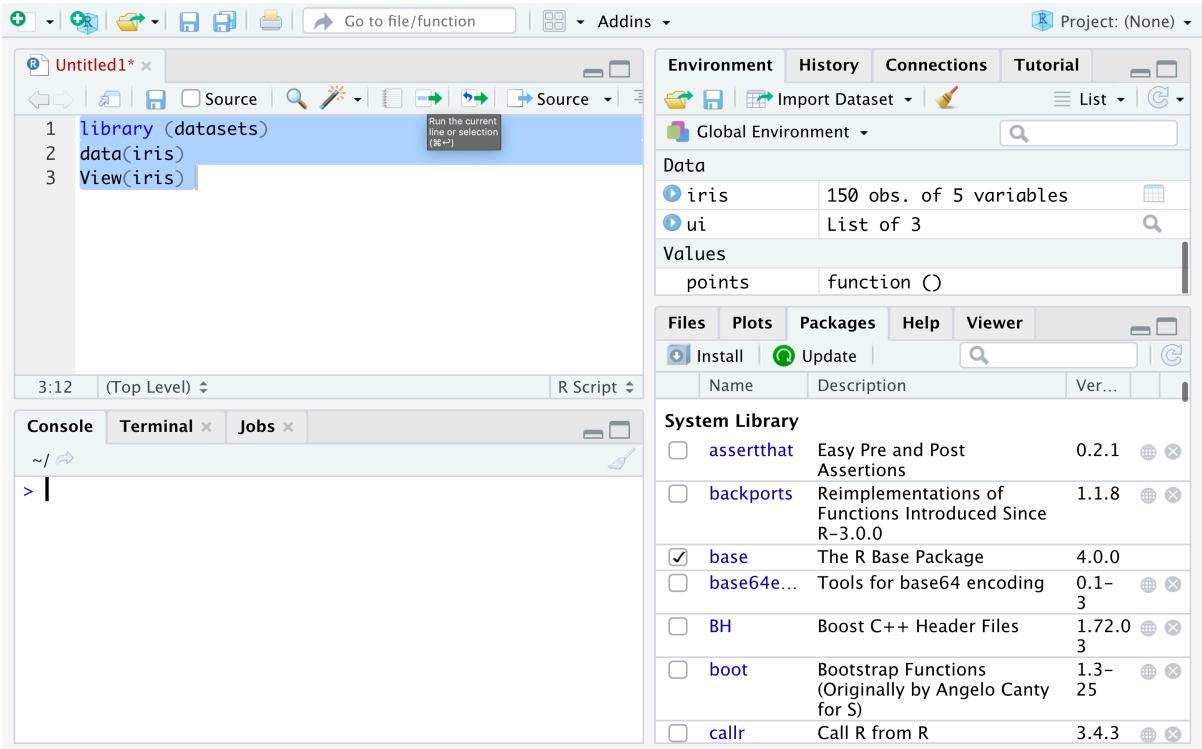 Go to file/function
Addins
Project: (None)
Untitled1*
Source
Source
1 library (datasets)
2 data(iris)
3 View(iris)
Run the current
line or selection
(⌘↩)
3:12 (Top Level) R Script
Console Terminal Jobs
~/
>
Environment History Connections Tutorial
Import Dataset List
Global Environment
Data
iris 150 obs. of 5 variables
ui List of 3
Values
points function ()
Files Plots Packages Help Viewer
Install Update
Name Description Ver...
System Library
assertthat Easy Pre and Post 0.2.1
Assertions
backports Reimplementations of 1.1.8
Functions Introduced Since
R-3.0.0
base The R Base Package 4.0.0
base64e... Tools for base64 encoding 0.1-
3
BH Boost C++ Header Files 1.72.0
3
boot Bootstrap Functions 1.3-
(Originally by Angelo Canty 25
for S)
callr Call R from R 3.4.3